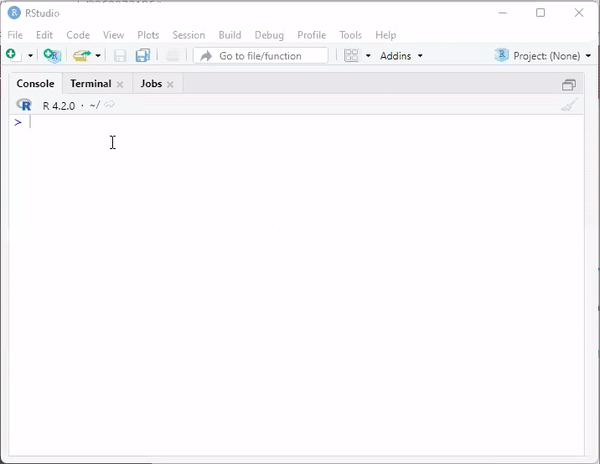 RStudio
File Edit Code View Plots Session Build Debug Profile Tools Help
Go to file/function Addins Project: (None)
Console Terminal Jobs
R 4.2.0 · ~/
>